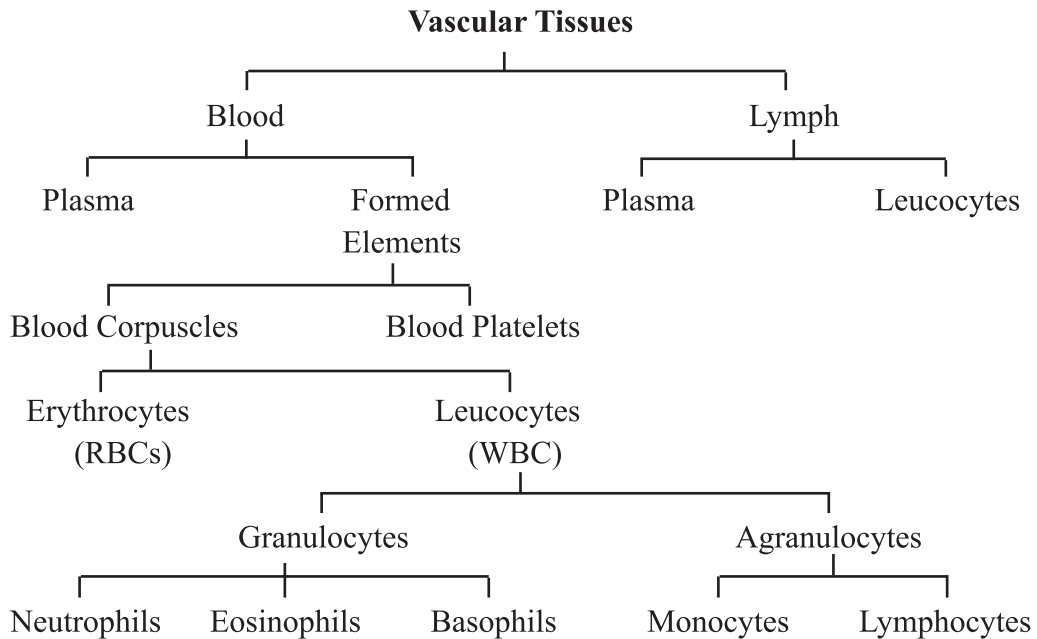 Vascular Tissues
Blood
Lymph
Plasma
Formed
Elements
Plasma
Leucocytes
Blood Corpuscles
Blood Platelets
Erythrocytes
(RBCs)
Leucocytes
(WBC)
Granulocytes
Agranulocytes
Neutrophils
Eosinophils
Basophils
Monocytes
Lymphocytes